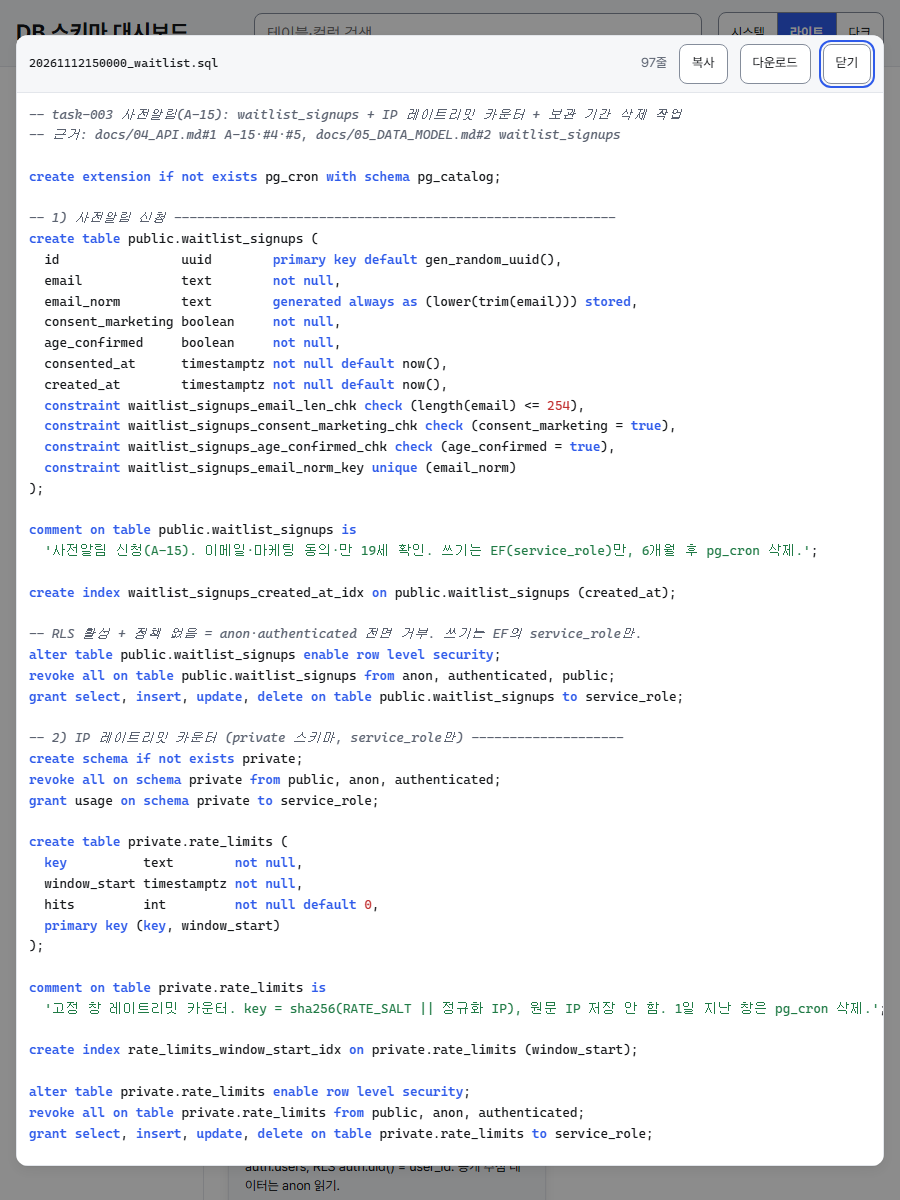 DB 스키마 대시보드
테이블·컬럼 검색
시스템 라이트 다크
20261112150000_waitlist.sql
97줄 복사 다운로드 닫기
-- task-003 사전알림(A-15): waitlist_signups + IP 레이트리밋 카운터 + 보관 기간 삭제 작업
-- 근거: docs/04_API.md#1 A-15·#4·#5, docs/05_DATA_MODEL.md#2 waitlist_signups
create extension if not exists pg_cron with schema pg_catalog;
-- 1) 사전알림 신청 ----------------------------------------------------------
create table public.waitlist_signups (
  id                uuid        primary key default gen_random_uuid(),
  email             text        not null,
  email_norm        text        generated always as (lower(trim(email))) stored,
  consent_marketing boolean     not null,
  age_confirmed     boolean     not null,
  consented_at      timestamptz not null default now(),
  created_at        timestamptz not null default now(),
  constraint waitlist_signups_email_len_chk check (length(email) <= 254),
  constraint waitlist_signups_consent_marketing_chk check (consent_marketing = true),
  constraint waitlist_signups_age_confirmed_chk check (age_confirmed = true),
  constraint waitlist_signups_email_norm_key unique (email_norm)
);
comment on table public.waitlist_signups is
  '사전알림 신청(A-15). 이메일·마케팅 동의·만 19세 확인. 쓰기는 EF(service_role)만, 6개월 후 pg_cron 삭제.';
create index waitlist_signups_created_at_idx on public.waitlist_signups (created_at);
-- RLS 활성 + 정책 없음 = anon·authenticated 전면 거부. 쓰기는 EF의 service_role만.
alter table public.waitlist_signups enable row level security;
revoke all on table public.waitlist_signups from anon, authenticated, public;
grant select, insert, update, delete on table public.waitlist_signups to service_role;
-- 2) IP 레이트리밋 카운터 (private 스키마, service_role만) --------------------
create schema if not exists private;
revoke all on schema private from public, anon, authenticated;
grant usage on schema private to service_role;
create table private.rate_limits (
  key          text        not null,
  window_start timestamptz not null,
  hits         int         not null default 0,
  primary key (key, window_start)
);
comment on table private.rate_limits is
  '고정 창 레이트리밋 카운터. key = sha256(RATE_SALT || 정규화 IP), 원문 IP 저장 안 함. 1일 지난 창은 pg_cron 삭제.';
create index rate_limits_window_start_idx on private.rate_limits (window_start);
alter table private.rate_limits enable row level security;
revoke all on table private.rate_limits from public, anon, authenticated;
grant select, insert, update, delete on table private.rate_limits to service_role;
auth.users, RLS auth.uid() = user_id. 공개 수집 데
이터는 anon 읽기.